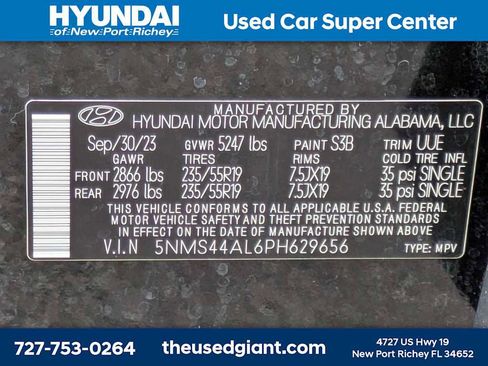 HYUNDAI
of New Port Richey
Used Car Super Center
MANUFACTURED BY
HYUNDAI MOTOR MANUFACTURING ALABAMA, LLC
Sep/30/23 GVWR 5247 lbs PAINT S3B TRIM UUE
GAWR TIRES RIMS COLD TIRE INFL
FRONT 2866 lbs 235/55R19 7.5JX19 35 psi SINGLE
REAR 2976 lbs 235/55R19 7.5JX19 35 psi SINGLE
THIS VEHICLE CONFORMS TO ALL APPLICABLE U.S.A. FEDERAL
MOTOR VEHICLE SAFETY AND THEFT PREVENTION STANDARDS
IN EFFECT ON THE DATE OF MANUFACTURE SHOWN ABOVE.
V.I.N 5NMS44AL6PH629656 TYPE: MPV
727-753-0264
theusedgiant.com
4727 US Hwy 19
New Port Richey FL 34652